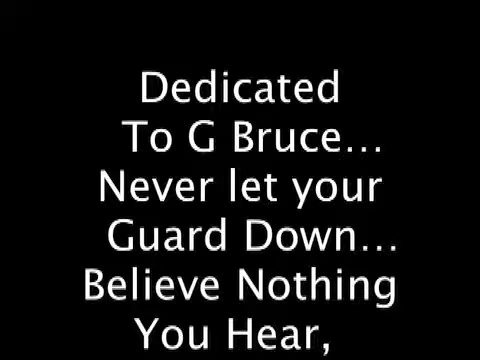 Dedicated
To G Bruce...
Never let your
Guard Down...
Believe Nothing
You Hear,